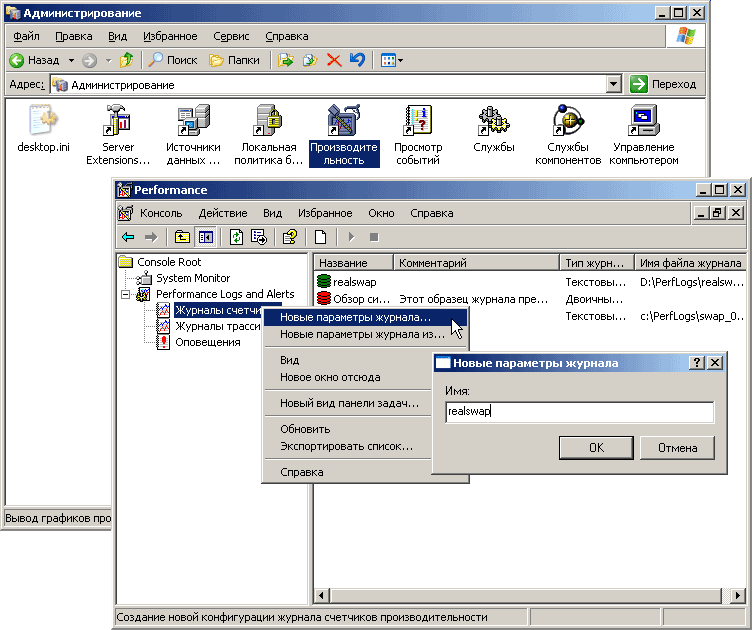 Администрирование
Файл Правка Вид Избранное Сервис Справка
Назад Поиск Папки
Адрес: Администрирование Переход
desktop.ini
Server Extensions...
Источники данных ...
Локальная политика б...
Производительность
Просмотр событий
Службы
Службы компонентов
Управление компьютером
Performance
Консоль Действие Вид Избранное Окно Справка
Console Root
System Monitor
Performance Logs and Alerts
Журналы счетчи
Журналы трасси
Оповещения
Название Комментарий Тип журн... Имя файла журнала
realswap Текстовы... D:\PerfLogs\realsw...
Обзор си... Этот образец журнала пре... Двоичны...
Текстовы... c:\PerfLogs\swap_0...
Новые параметры журнала...
Новые параметры журнала из...
Вид
Новое окно отсюда
Новый вид панели задач...
Обновить
Экспортировать список...
Справка
Новые параметры журнала
Имя:
realswap
OK Отмена
Вывод графиков про
Создание новой конфигурации журнала счетчиков производительности